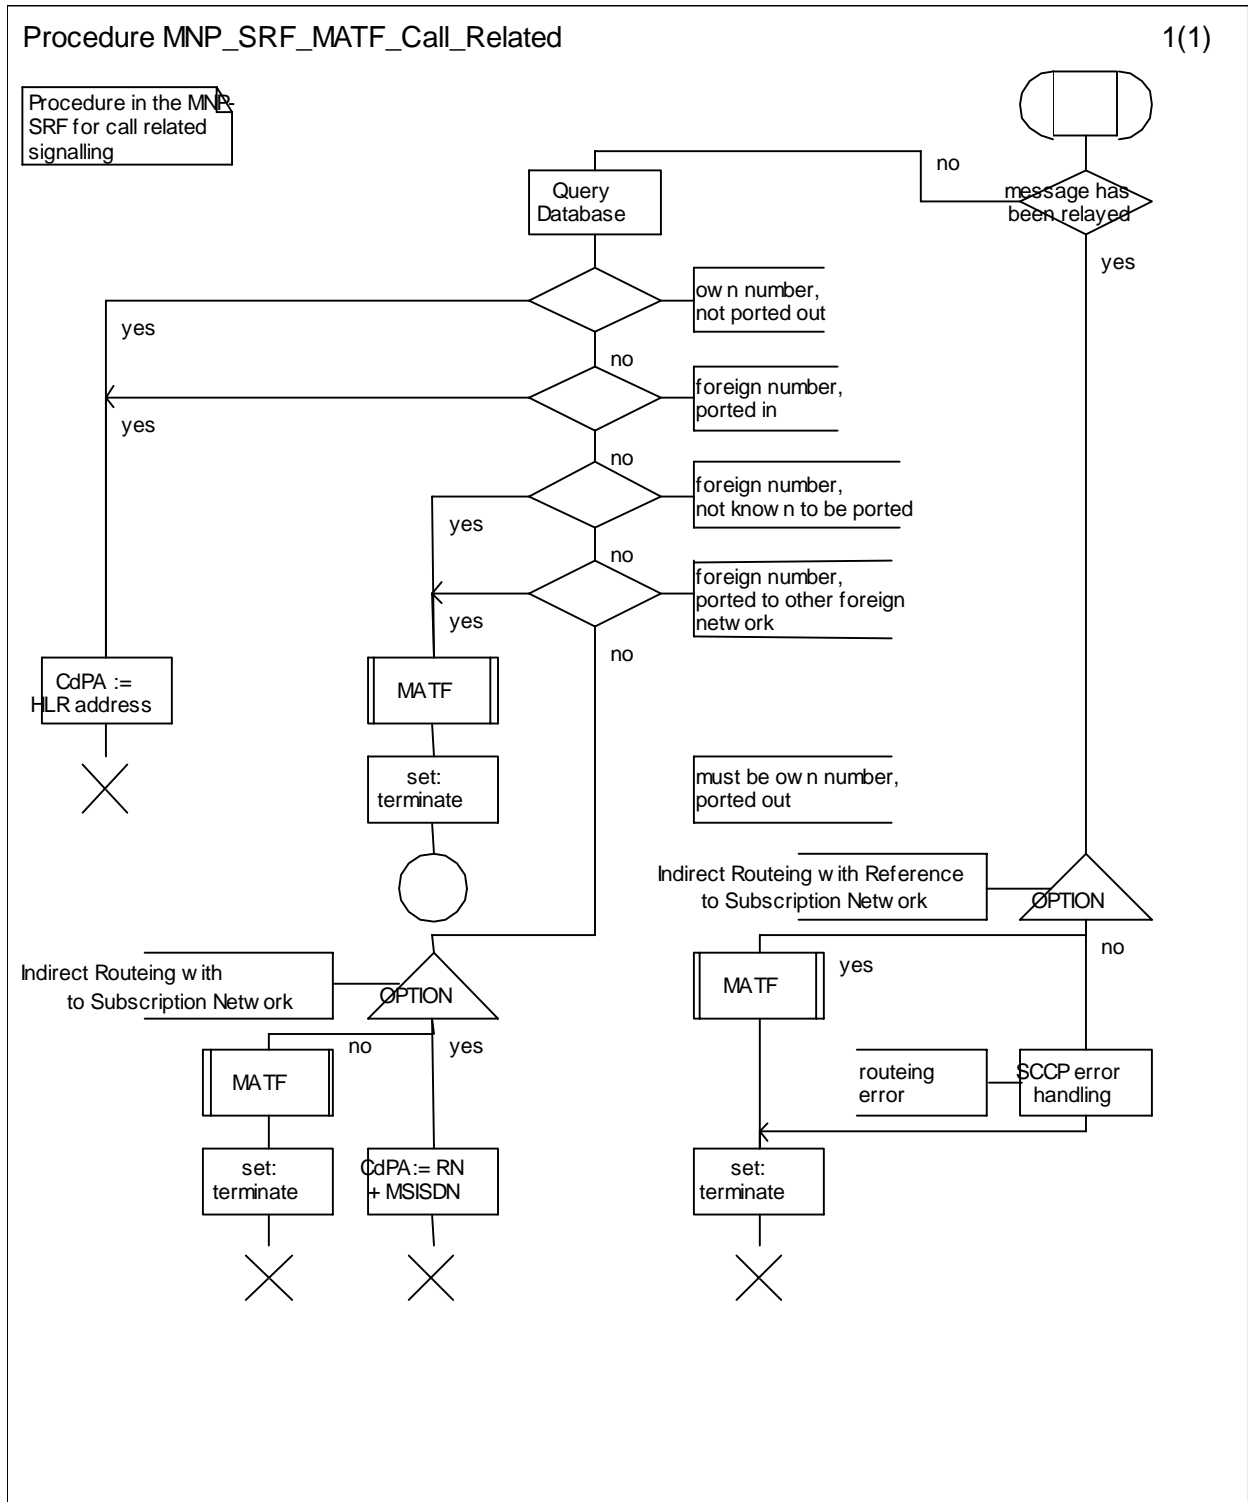 Procedure MNP_SRF_MATF_Call_Related
1(1)
Procedure in the MNP-
SRF for call related
signalling
no
Query
Database
message has
been relayed
yes
own number,
not ported out
yes
no
foreign number,
ported in
yes
no
foreign number,
not known to be ported
yes
no
foreign number,
ported to other foreign
network
yes
no
CdPA :=
HLR address
MATF
set:
terminate
must be own number,
ported out
Indirect Routeing with Reference
to Subscription Network
OPTION
no
yes
MATF
Indirect Routeing with
to Subscription Network
OPTION
no
yes
MATF
routeing
error
SCCP error
handling
set:
terminate
CdPA:= RN
+ MSISDN
set:
terminate